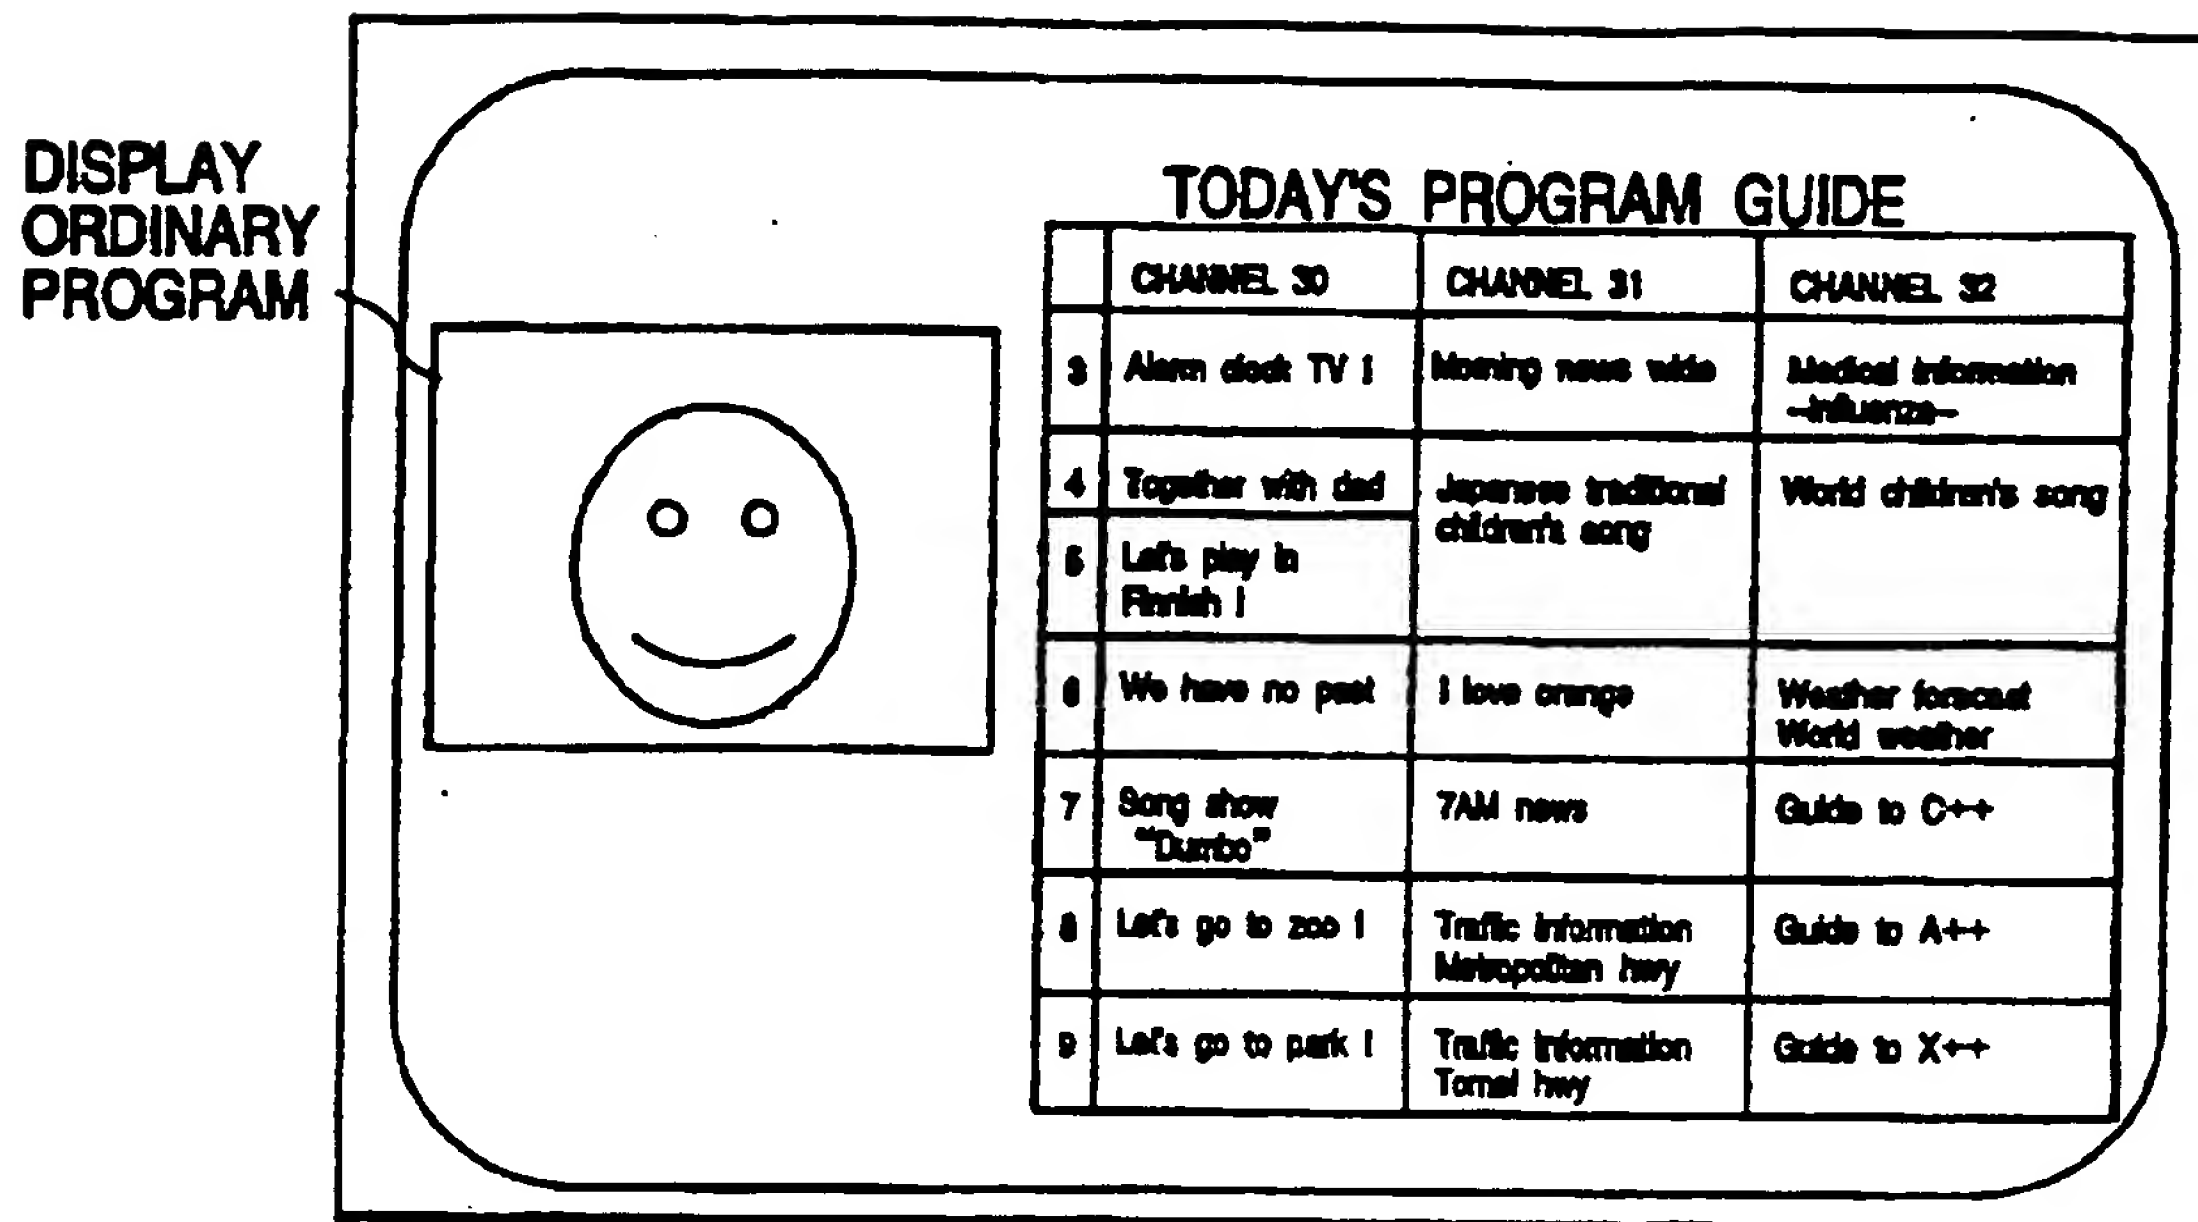 DISPLAY
ORDINARY
PROGRAM
TODAY'S PROGRAM GUIDE
CHANNEL 30 CHANNEL 31 CHANNEL 32
3 Alarm clock TV ! Morning news wide Medical information
–Influenza–
4 Together with dad Japanese traditional World children's song
children's song
5 Let's play in
Finnish !
6 We have no past I love orange Weather forecast
World weather
7 Song show 7AM news Guide to C++
"Dumbo"
8 Let's go to zoo ! Traffic information Guide to A++
Metropolitan hwy
9 Let's go to park ! Traffic information Guide to X++
Tomei hwy